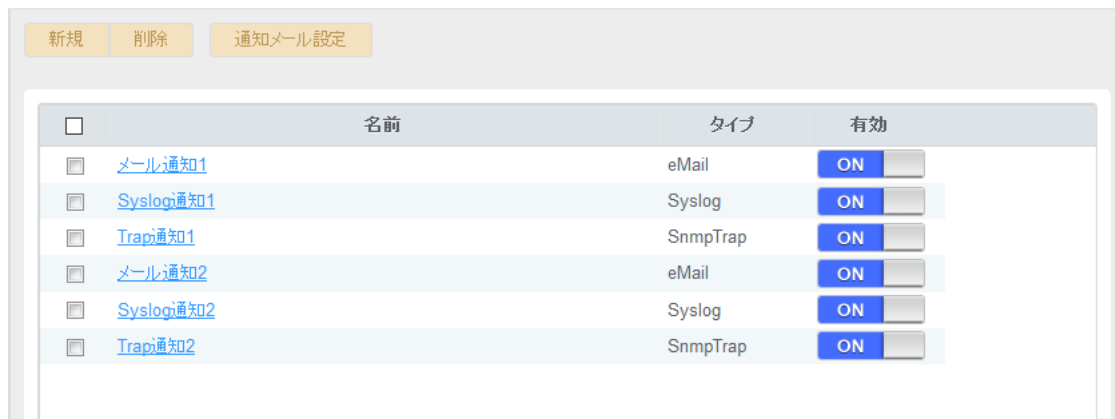 新規 削除 通知メール設定
名前 タイプ 有効
メール通知1 eMail ON
Syslog通知1 Syslog ON
Trap通知1 SnmpTrap ON
メール通知2 eMail ON
Syslog通知2 Syslog ON
Trap通知2 SnmpTrap ON